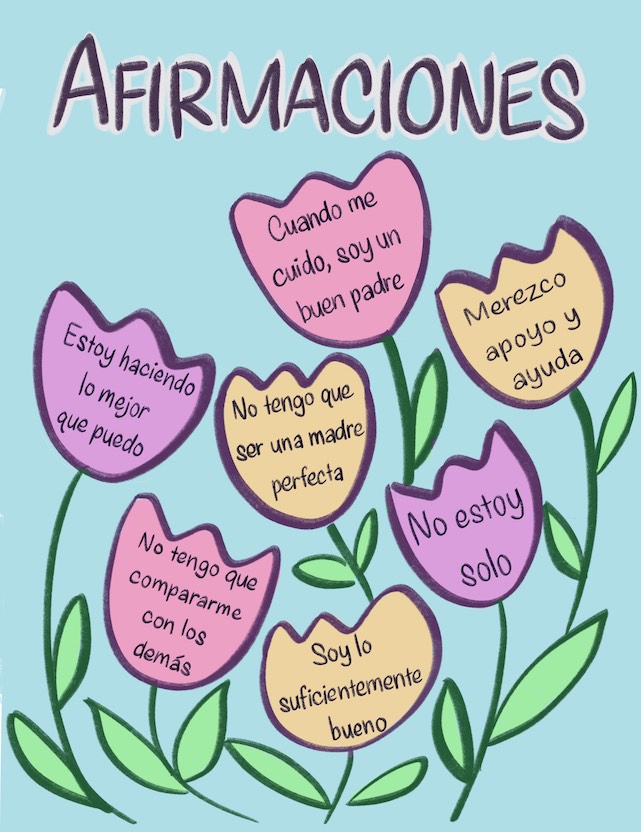 AFIRMACIONES
Cuando me
cuido, soy un
buen padre
Merezco
apoyo y
ayuda
Estoy haciendo
lo mejor
que puedo
No tengo que
ser una madre
perfecta
No estoy
solo
No tengo que
compararme
con los
demás
Soy lo
suficientemente
bueno